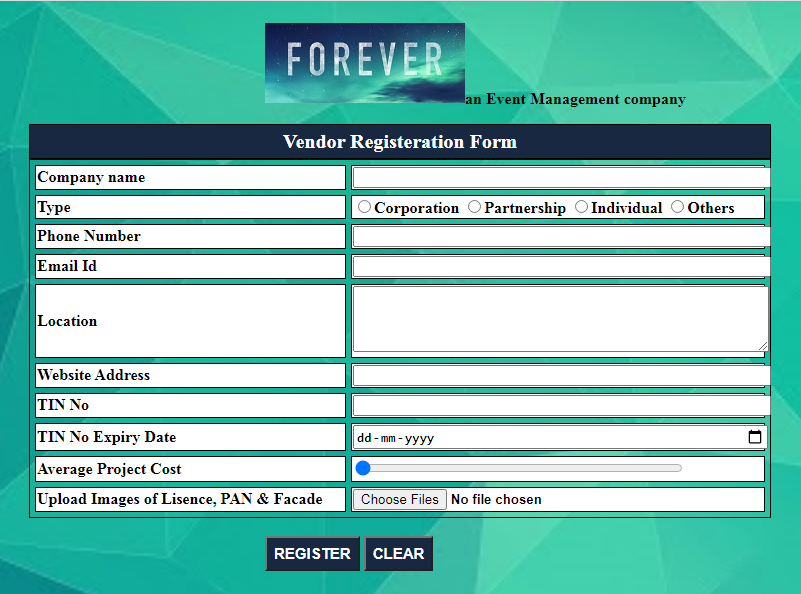 FOREVER
an Event Management company
Vendor Registeration Form
Company name
Type Corporation Partnership Individual Others
Phone Number
Email Id
Location
Website Address
TIN No
TIN No Expiry Date dd-mm-yyyy
Average Project Cost
Upload Images of Lisence, PAN & Facade Choose Files No file chosen
REGISTER CLEAR